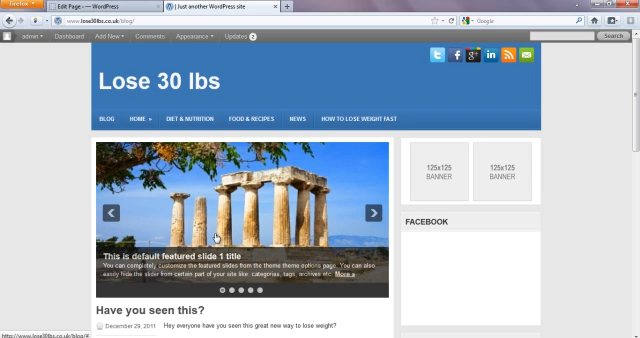 Firefox
Edit Page ‹ — WordPress
| Just another WordPress site
www.lose30lbs.co.uk/blog/
Google
admin
Dashboard
Add New
Comments
Appearance
Updates 2
Search
Lose 30 lbs
BLOG
HOME »
DIET & NUTRITION
FOOD & RECIPES
NEWS
HOW TO LOSE WEIGHT FAST
125x125
BANNER
125x125
BANNER
This is default featured slide 1 title
You can completely customize the featured slides from the theme theme options page. You can also
easily hide the slider from certain part of your site like: categories, tags, archives etc. More »
FACEBOOK
Have you seen this?
December 29, 2011
Hey everyone have you seen this great new way to lose weight?
http://www.lose30lbs.co.uk/blog/#